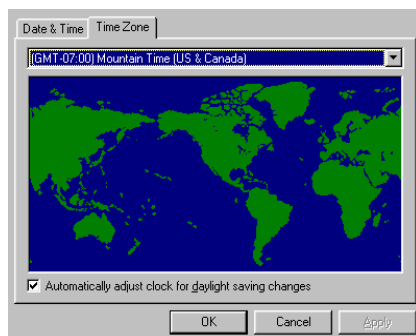 Date & Time
Time Zone
(GMT-07:00) Mountain Time (US & Canada)
Automatically adjust clock for daylight saving changes
OK
Cancel
Apply